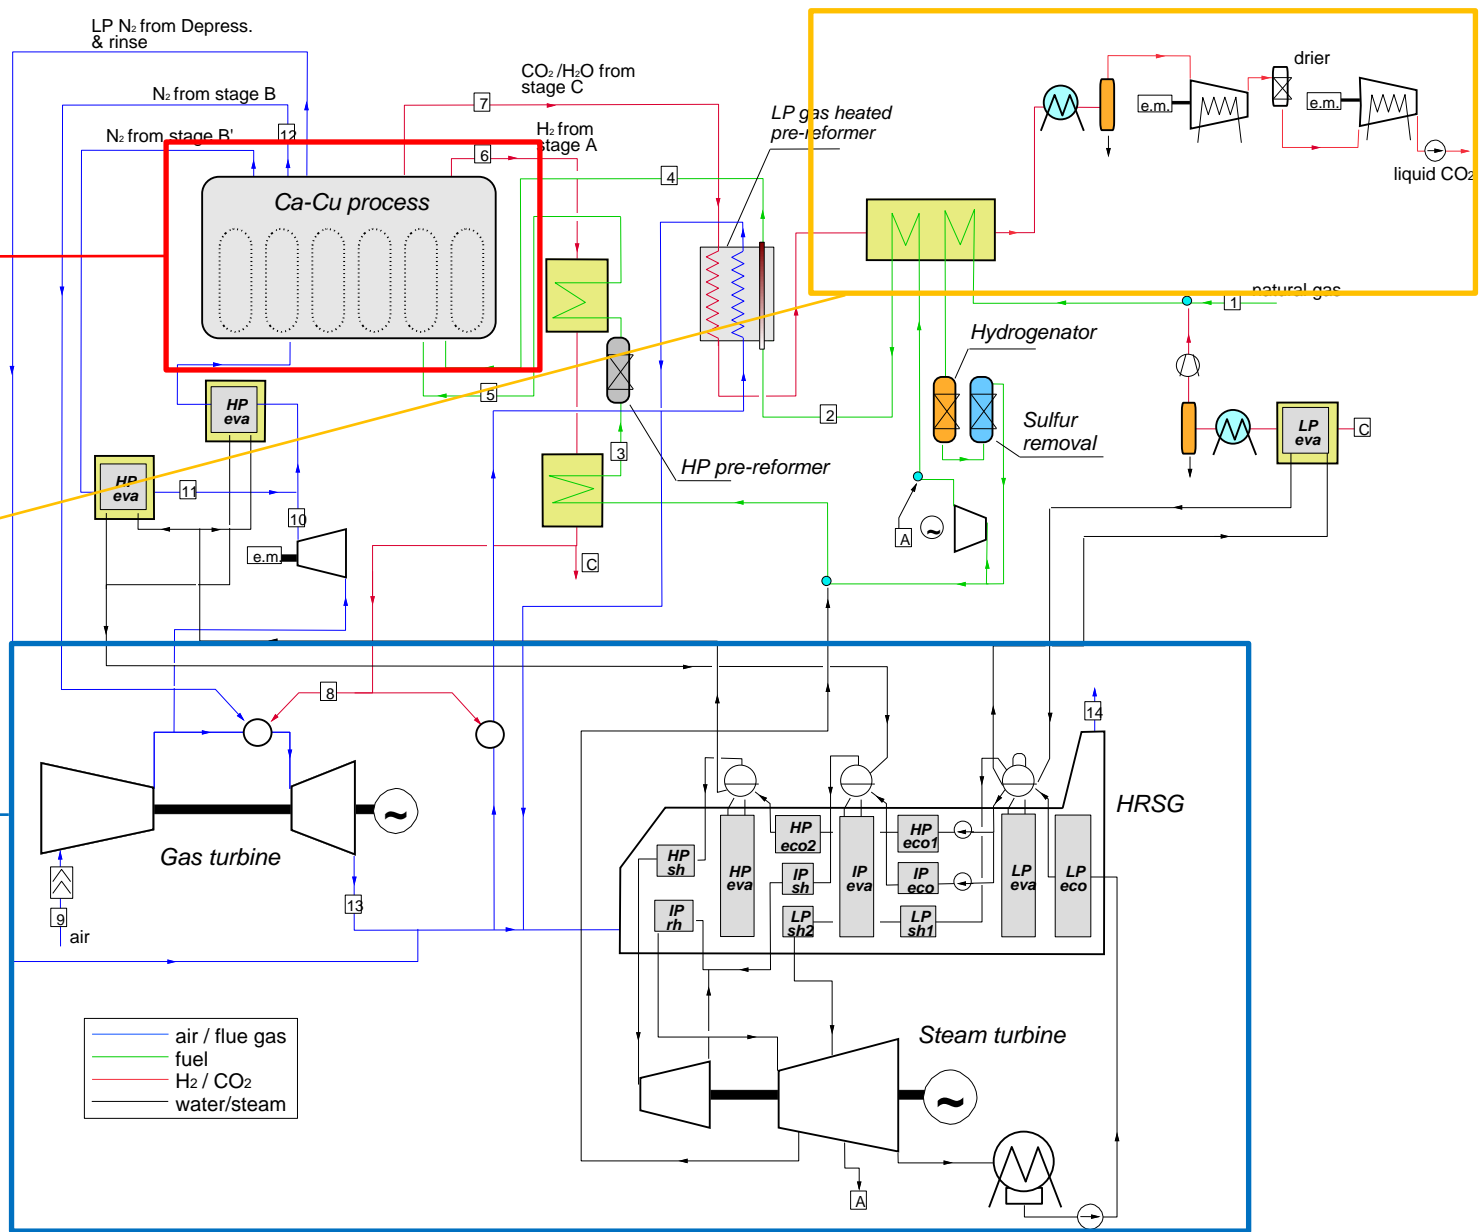 LP N₂ from Depress.
& rinse
N₂ from stage B
N₂ from stage B'
12
CO₂ /H₂O from
stage C
7
H₂ from
stage A
6
LP gas heated
pre-reformer
4
drier
e.m.
e.m.
liquid CO₂
Ca-Cu process
natural gas
1
Hydrogenator
Sulfur
removal
2
5
3
HP pre-reformer
HP
eva
HP
eva
11
10
e.m.
LP
eva
C
A
~
C
8
14
HRSG
Gas turbine
~
9
air
13
HP
sh
IP
rh
HP
eva
HP
eco2
IP
sh
LP
sh2
IP
eva
HP
eco1
IP
eco
LP
sh1
LP
eva
LP
eco
air / flue gas
fuel
H₂ / CO₂
water/steam
Steam turbine
~
A